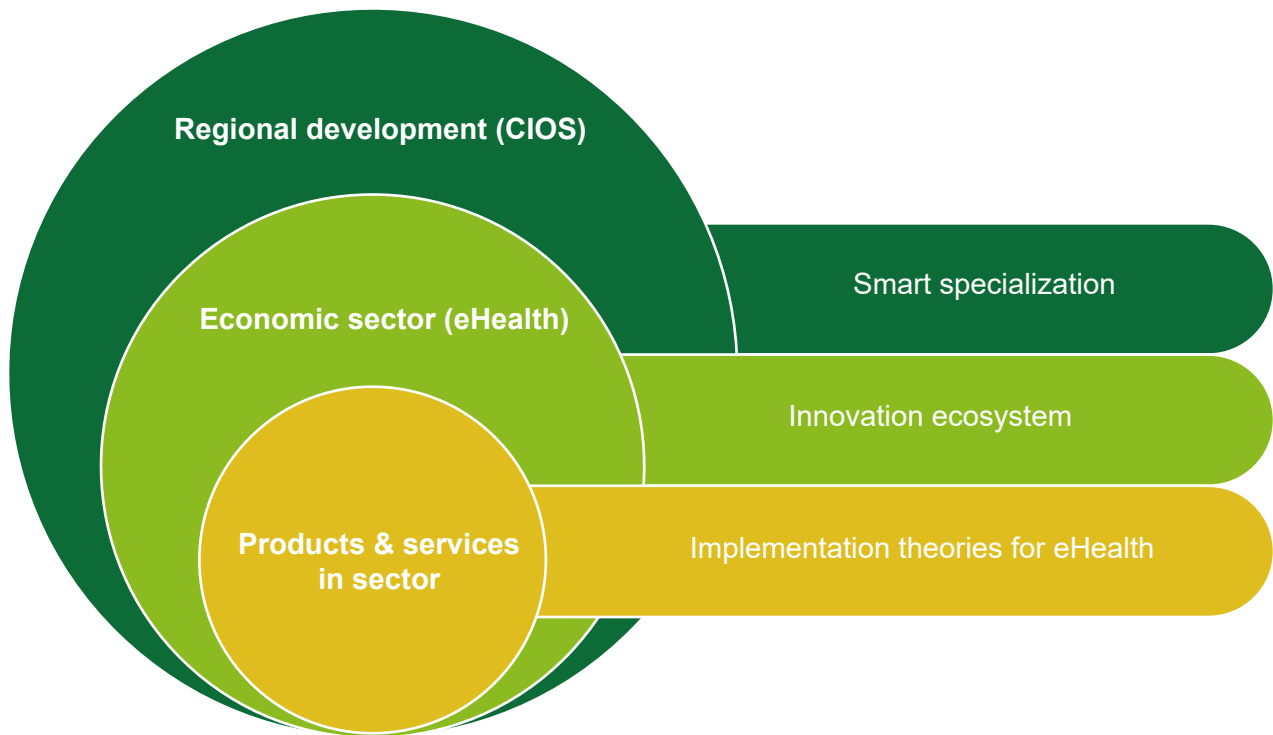 Regional development (CIOS)
Smart specialization
Economic sector (eHealth)
Innovation ecosystem
Products & services
in sector
Implementation theories for eHealth